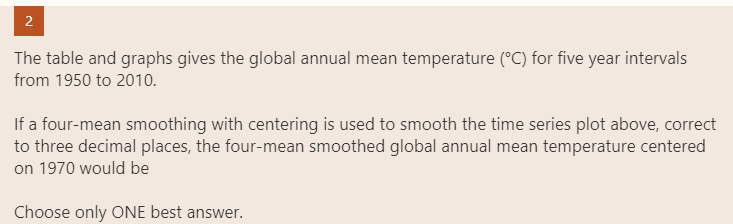 2
The table and graphs gives the global annual mean temperature (°C) for five year intervals
from 1950 to 2010.
If a four-mean smoothing with centering is used to smooth the time series plot above, correct
to three decimal places, the four-mean smoothed global annual mean temperature centered
on 1970 would be
Choose only ONE best answer.